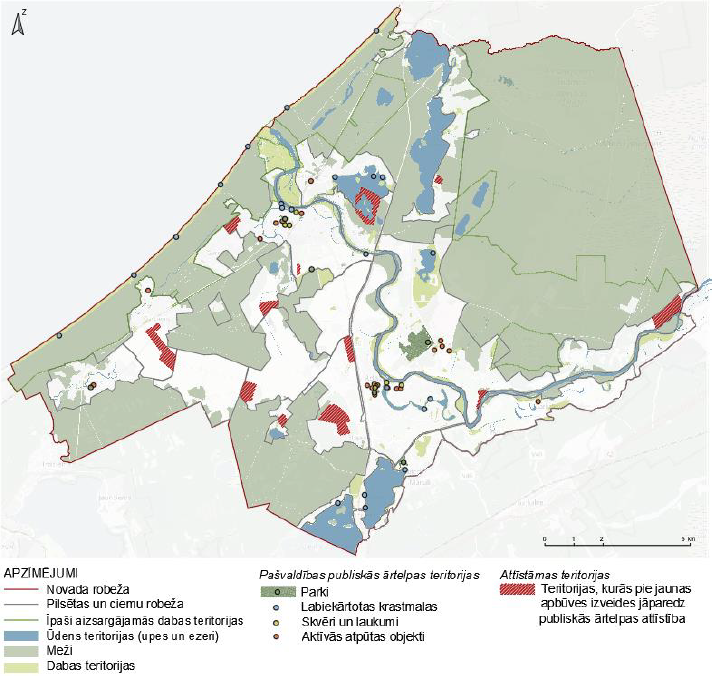 z
0 1 2
APZĪMĒJUMI
Novada robeža
Pilsētas un ciemu robeža
Īpaši aizsargājamās dabas teritorijas
Ūdens teritorijas (upes un ezeri)
Meži
Dabas teritorijas
Pašvaldības publiskās ārtelpas teritorijas
Parki
Labiekārtotas krastmalas
Skvēri un laukumi
Aktīvās atpūtas objekti
Attīstāmas teritorijas
Teritorijas, kurās pie jaunas
apbūves izveides jāparedz
publiskās ārtelpas attīstība